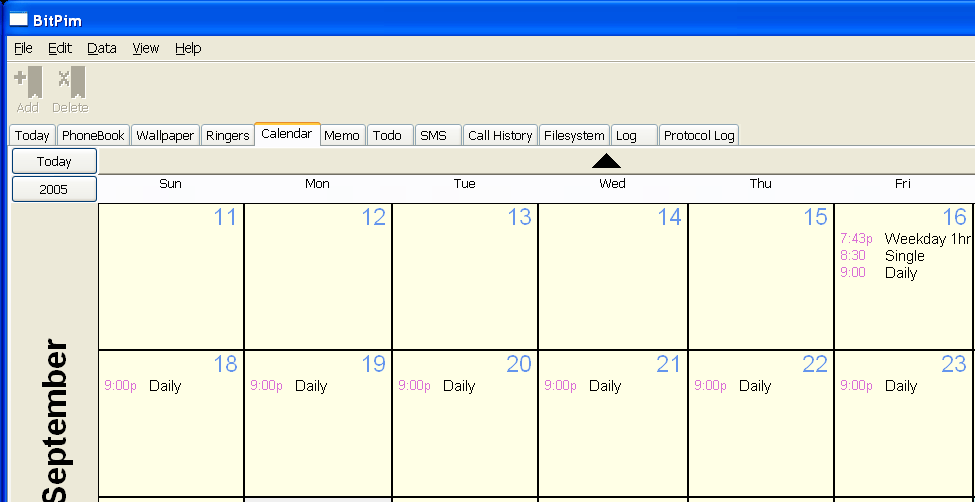 BitPim
File Edit Data View Help
Add Delete
Today PhoneBook Wallpaper Ringers Calendar Memo Todo SMS Call History Filesystem Log Protocol Log
Today
2005
Sun Mon Tue Wed Thu Fri
11 12 13 14 15 16
7:43p Weekday 1hr
8:30 Single
9:00 Daily
September
18 19 20 21 22 23
9:00p Daily 9:00p Daily 9:00p Daily 9:00p Daily 9:00p Daily 9:00p Daily